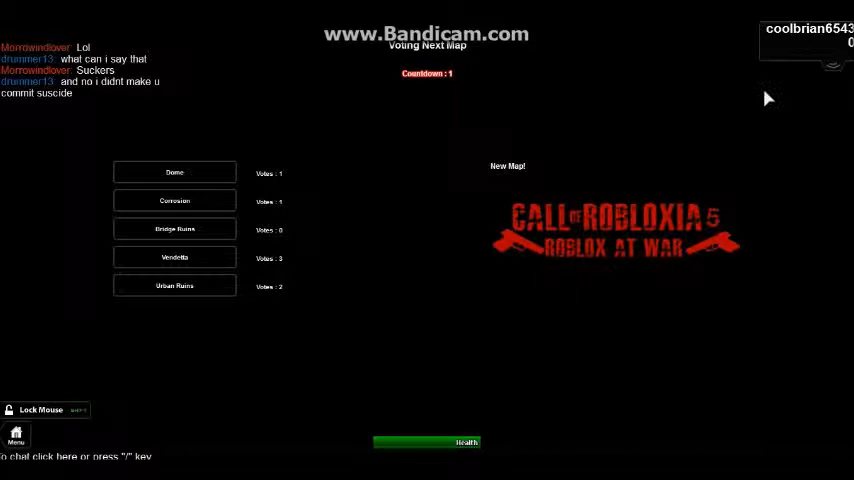 www.Bandicam.com
coolbrian6543
0
Voting Next Map
Morrowindlover: Lol
drummer13: what can i say that
Morrowindlover: Suckers
drummer13: and no i didnt make u
commit suscide
Countdown : 1
New Map!
Dome Votes : 1
Corrosion Votes : 1
Bridge Ruins Votes : 0
Vendetta Votes : 3
Urban Ruins Votes : 2
CALL OF ROBLOXIA 5
ROBLOX AT WAR
Lock Mouse SHIFT
Menu
Health
To chat click here or press "/" key